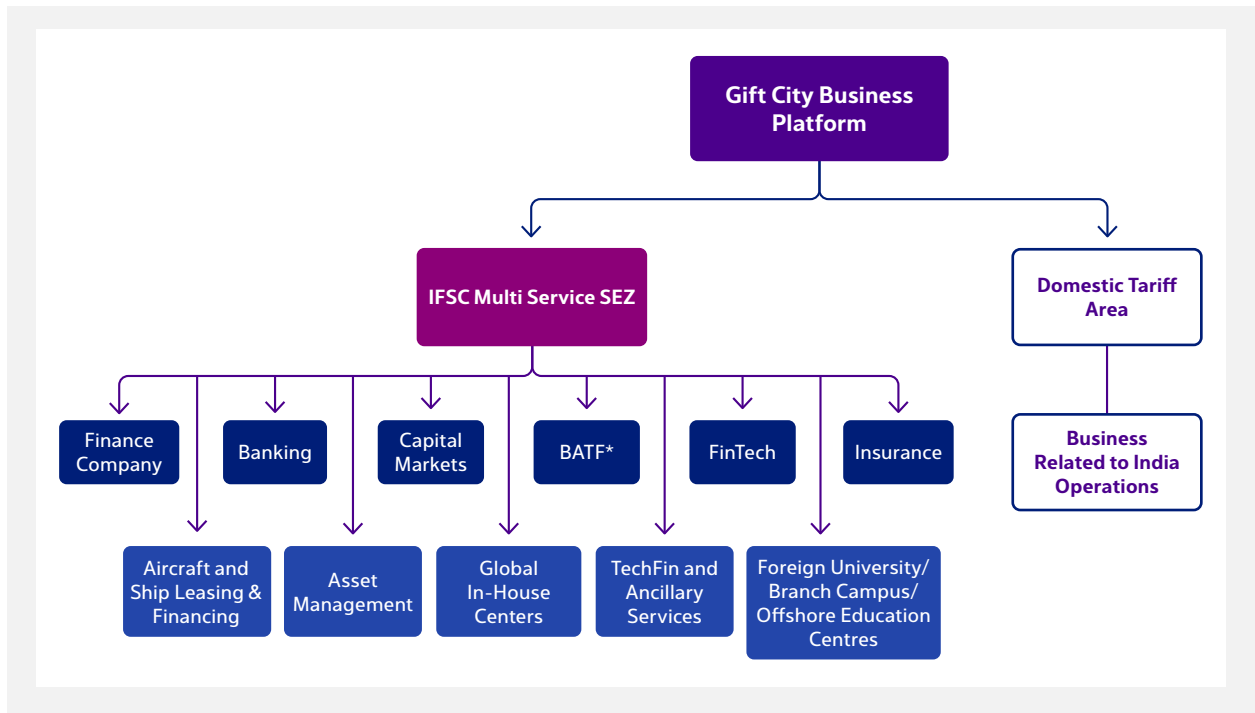 Gift City Business
Platform
IFSC Multi Service SEZ
Domestic Tariff
Area
Finance
Company
Banking
Capital
Markets
BATF*
FinTech
Insurance
Business
Related to India
Operations
Aircraft and
Ship Leasing &
Financing
Asset
Management
Global
In-House
Centers
TechFin and
Ancillary
Services
Foreign University/
Branch Campus/
Offshore Education
Centres